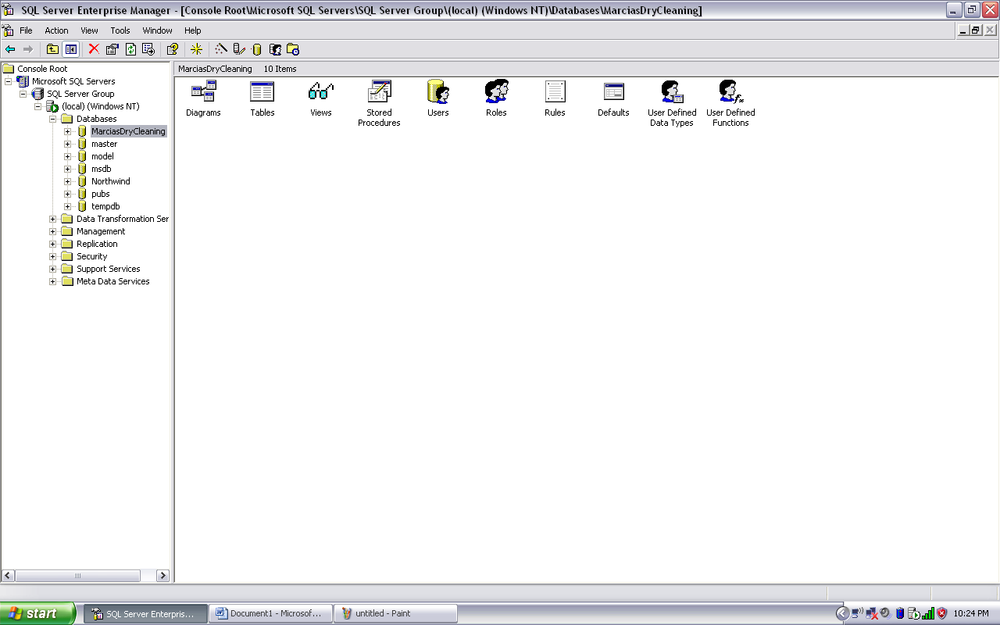 SQL Server Enterprise Manager - [Console Root\Microsoft SQL Servers\SQL Server Group\(local) (Windows NT)\Databases\MarciasDryCleaning]
File Action View Tools Window Help
Console Root
Microsoft SQL Servers
SQL Server Group
(local) (Windows NT)
Databases
MarciasDryCleaning
master
model
msdb
Northwind
pubs
tempdb
Data Transformation Ser
Management
Replication
Security
Support Services
Meta Data Services
MarciasDryCleaning 10 Items
Diagrams Tables Views Stored Users Roles Rules Defaults User Defined User Defined
Procedures Data Types Functions
start SQL Server Enterpris... Document1 - Microsof... untitled - Paint 10:24 PM